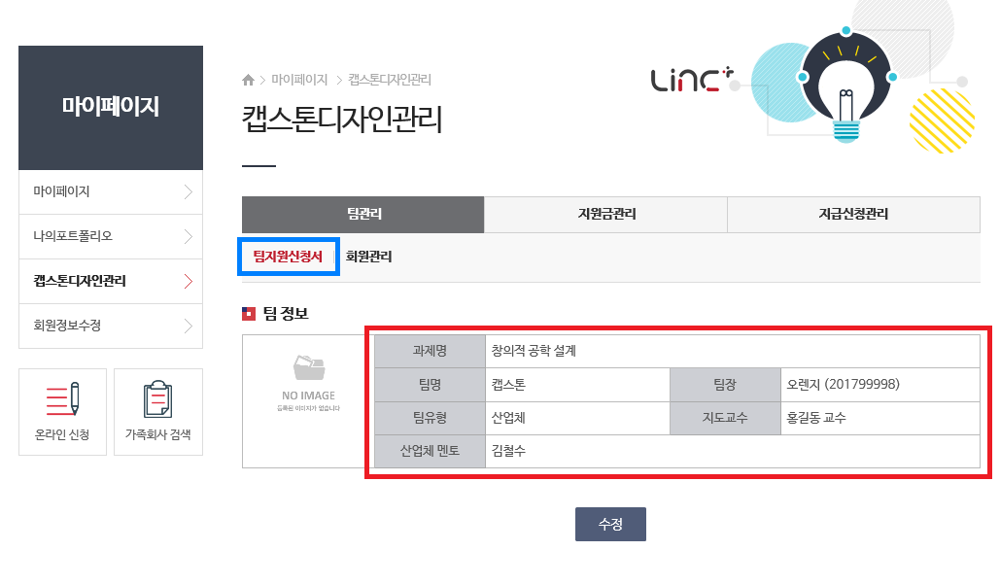 마이페이지
마이페이지
나의포트폴리오
캡스톤디자인관리
회원정보수정
온라인 신청
가족회사 검색
마이페이지 캡스톤디자인관리
캡스톤디자인관리
LINC+
팀관리 지원금관리 지급신청관리
팀지원신청서 회원관리
팀 정보
NO IMAGE
등록된 이미지가 없습니다
과제명 창의적 공학 설계
팀명 캡스톤 팀장 오렌지 (201799998)
팀유형 산업체 지도교수 홍길동 교수
산업체 멘토 김철수
수정